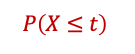 P(X ≤ t)